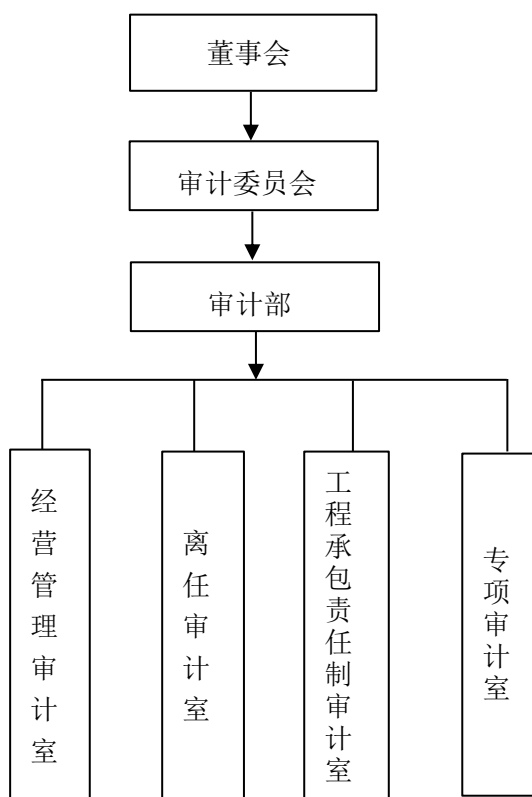 董事会
审计委员会
审计部
经营管理审计室
离任审计室
工程承包责任制审计室
专项审计室